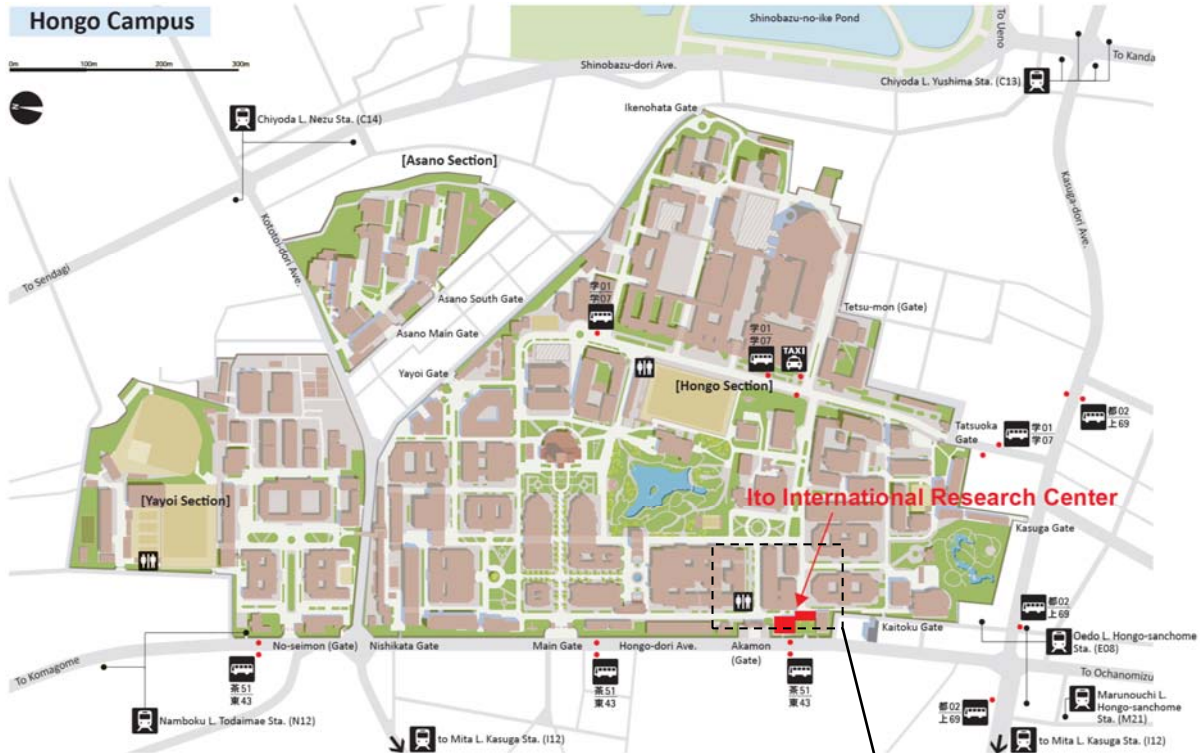 Hongo Campus
0m 100m 200m 300m
N
Shinobazu-no-ike Pond
To Ueno
To Kanda
Shinobazu-dori Ave.
Chiyoda L. Yushima Sta. (C13)
Ikenohata Gate
Chiyoda L. Nezu Sta. (C14)
[Asano Section]
Kasuga-dori Ave.
Kototoi-dori Ave.
To Sendagi
Asano South Gate
学01
学07
Tetsu-mon (Gate)
Asano Main Gate
学01
学07
TAXI
Yayoi Gate
[Hongo Section]
都02
上69
Tatsuoka
Gate
学01
学07
[Yayoi Section]
Ito International Research Center
Kasuga Gate
都02
上69
Kaitoku Gate
Oedo L. Hongo-sanchome
Sta. (E08)
No-seimon (Gate)
Nishikata Gate
Main Gate
Hongo-dori Ave.
Akamon
(Gate)
To Komagome
To Ochanomizu
茶51
東43
茶51
東43
茶51
東43
都02
上69
Marunouchi L.
Hongo-sanchome
Sta. (M21)
Namboku L. Todaimae Sta. (N12)
to Mita L. Kasuga Sta. (I12)
to Mita L. Kasuga Sta. (I12)